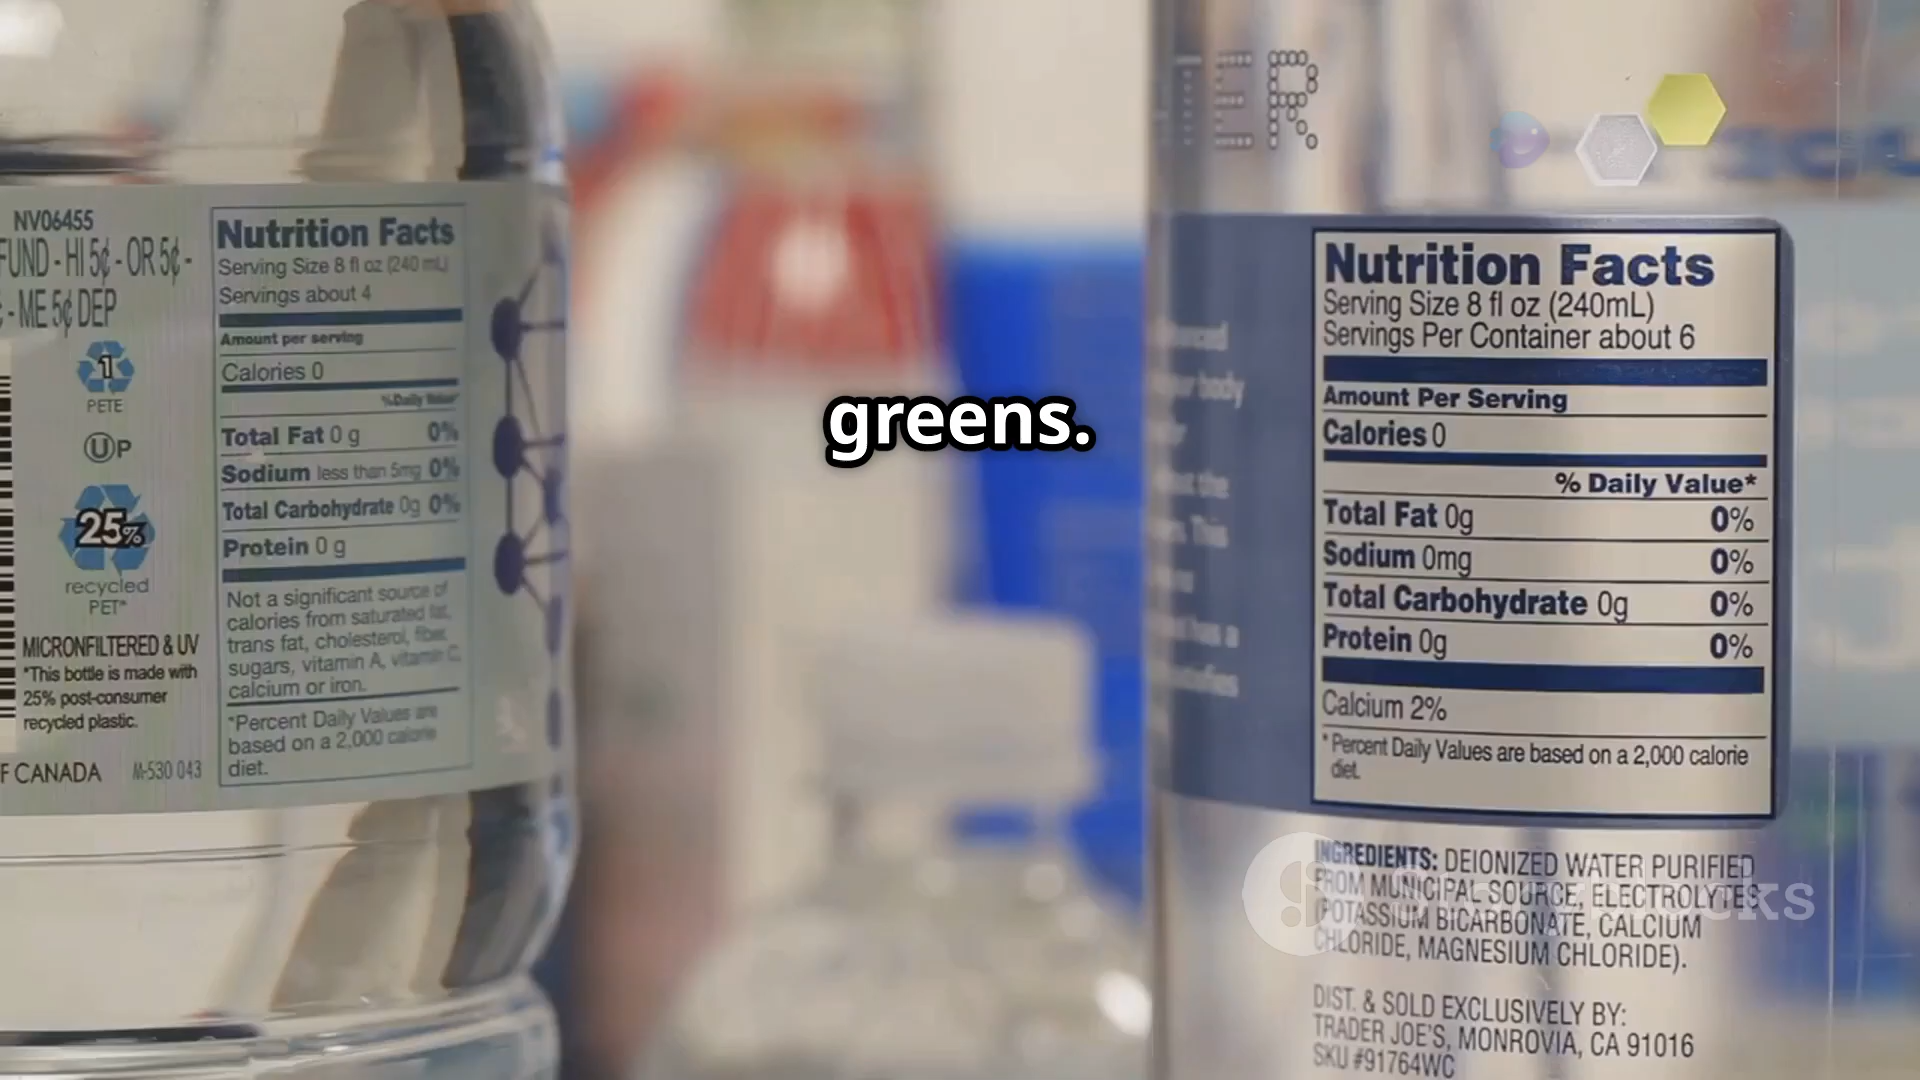 NV06455
FUND - HI 5¢ - OR 5¢ -
- ME 5¢ DEP
1
PETE
UP
25%
recycled
PET*
MICRONFILTERED & UV
*This bottle is made with
25% post-consumer
recycled plastic.
F CANADA M-530 043
Nutrition Facts
Serving Size 8 fl oz (240 mL)
Servings about 4
Amount per serving
Calories 0
%Daily Value*
Total Fat 0 g 0%
Sodium less than 5mg 0%
Total Carbohydrate 0g 0%
Protein 0 g
Not a significant source of
calories from saturated fat,
trans fat, cholesterol, fiber,
sugars, vitamin A, vitamin C,
calcium or iron.
*Percent Daily Values are
based on a 2,000 calorie
diet.
greens.
TER
body
the
This
has a
Nutrition Facts
Serving Size 8 fl oz (240mL)
Servings Per Container about 6
Amount Per Serving
Calories 0
% Daily Value*
Total Fat 0g 0%
Sodium 0mg 0%
Total Carbohydrate 0g 0%
Protein 0g 0%
Calcium 2%
* Percent Daily Values are based on a 2,000 calorie
diet.
INGREDIENTS: DEIONIZED WATER PURIFIED
FROM MUNICIPAL SOURCE, ELECTROLYTES
(POTASSIUM BICARBONATE, CALCIUM
CHLORIDE, MAGNESIUM CHLORIDE).
Storyblocks
DIST. & SOLD EXCLUSIVELY BY:
TRADER JOE'S, MONROVIA, CA 91016
SKU #91764WC